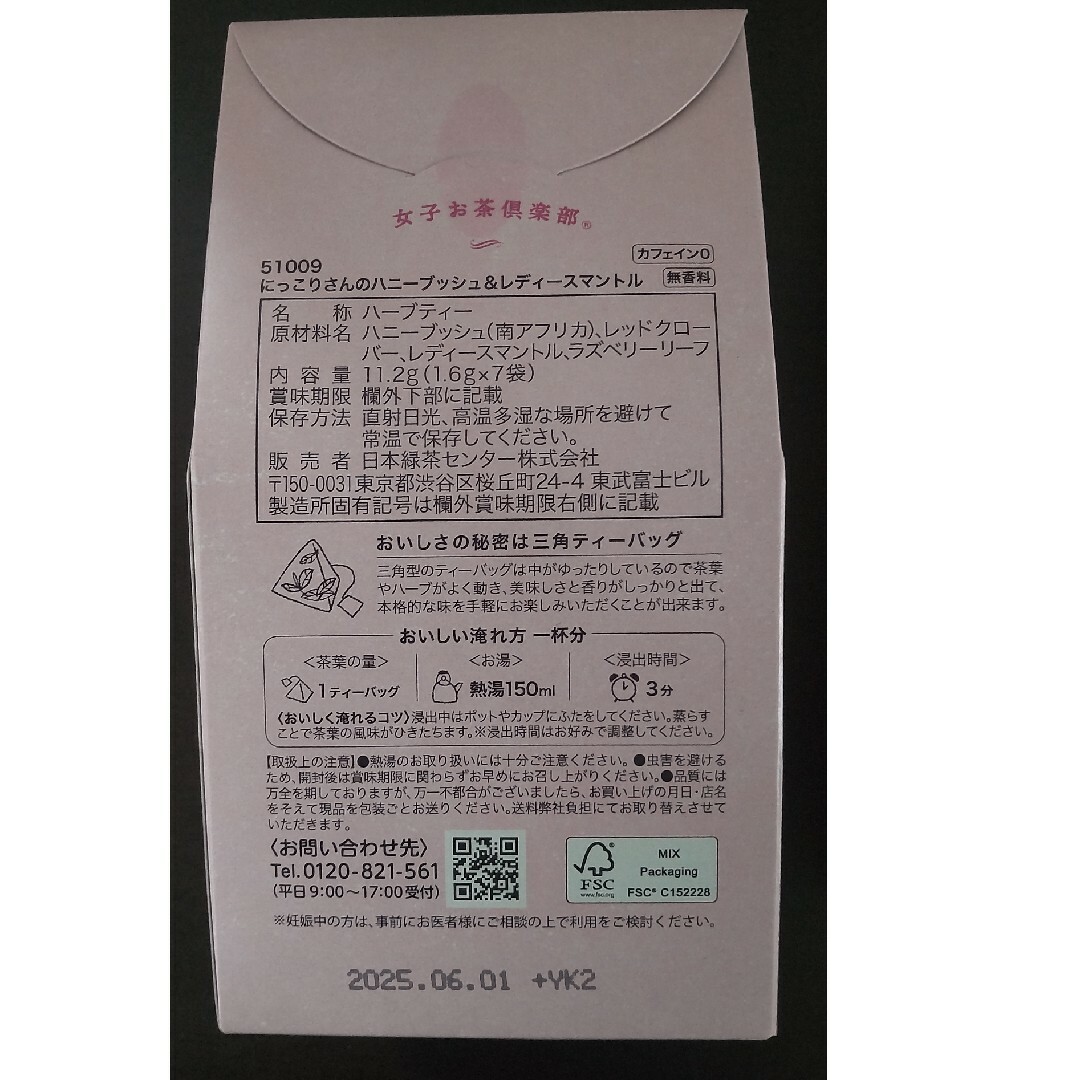 女子お茶倶楽部®
カフェイン0
51009
にっこりさんのハニーブッシュ&レディースマントル 無香料
名称 ハーブティー
原材料名 ハニーブッシュ(南アフリカ)、レッドクロー
バー、レディースマントル、ラズベリーリーフ
内容量 11.2g(1.6g×7袋)
賞味期限 欄外下部に記載
保存方法 直射日光、高温多湿な場所を避けて
常温で保存してください。
販売者 日本緑茶センター株式会社
〒150-0031東京都渋谷区桜丘町24-4 東武富士ビル
製造所固有記号は欄外賞味期限右側に記載
おいしさの秘密は三角ティーバッグ
三角型のティーバッグは中がゆったりしているので茶葉
やハーブがよく動き、美味しさと香りがしっかりと出て、
本格的な味を手軽にお楽しみいただくことが出来ます。
おいしい淹れ方 一杯分
<茶葉の量> <お湯> <浸出時間>
1ティーバッグ 熱湯150ml 3分
〈おいしく淹れるコツ〉浸出中はポットやカップにふたをしてください。蒸らす
ことで茶葉の風味がひきたちます。※浸出時間はお好みで調整してください。
【取扱上の注意】●熱湯のお取り扱いには十分ご注意ください。●虫害を避ける
ため、開封後は賞味期限に関わらずお早めにお召し上がりください。●品質には
万全を期しておりますが、万一不都合がございましたら、お買い上げの月日・店名
をそえて現品を包装ごとお送りください。送料弊社負担にてお取り替えさせて
いただきます。
〈お問い合わせ先〉
Tel.0120-821-561
(平日9:00〜17:00受付)
FSC
www.fsc.org
MIX
Packaging
FSC® C152228
※妊娠中の方は、事前にお医者様にご相談の上で利用をご検討ください。
2025.06.01 +YK2